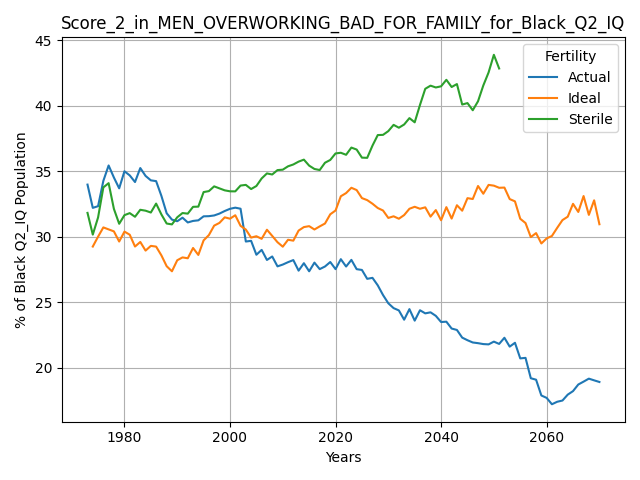 Score_2_in_MEN_OVERWORKING_BAD_FOR_FAMILY_for_Black_Q2_IQ
45
40
35
30
25
20
% of Black Q2_IQ Population
Fertility
Actual
Ideal
Sterile
1980
2000
2020
2040
2060
Years